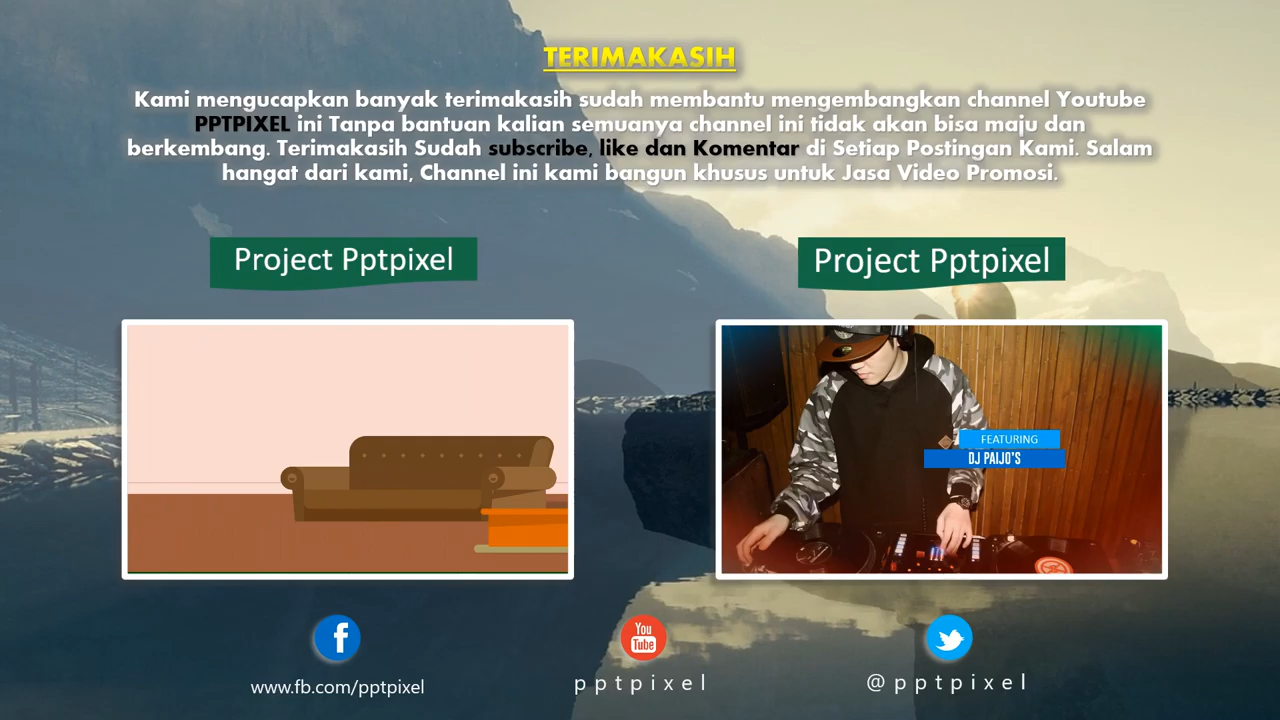 TERIMAKASIH
Kami mengucapkan banyak terimakasih sudah membantu mengembangkan channel Youtube
PPTPIXEL ini Tanpa bantuan kalian semuanya channel ini tidak akan bisa maju dan
berkembang. Terimakasih Sudah subscribe, like dan Komentar di Setiap Postingan Kami. Salam
hangat dari kami, Channel ini kami bangun khusus untuk Jasa Video Promosi.
Project Pptpixel
Project Pptpixel
FEATURING
DJ PAIJO'S
f
You
Tube
www.fb.com/pptpixel
pptpixel
@pptpixel